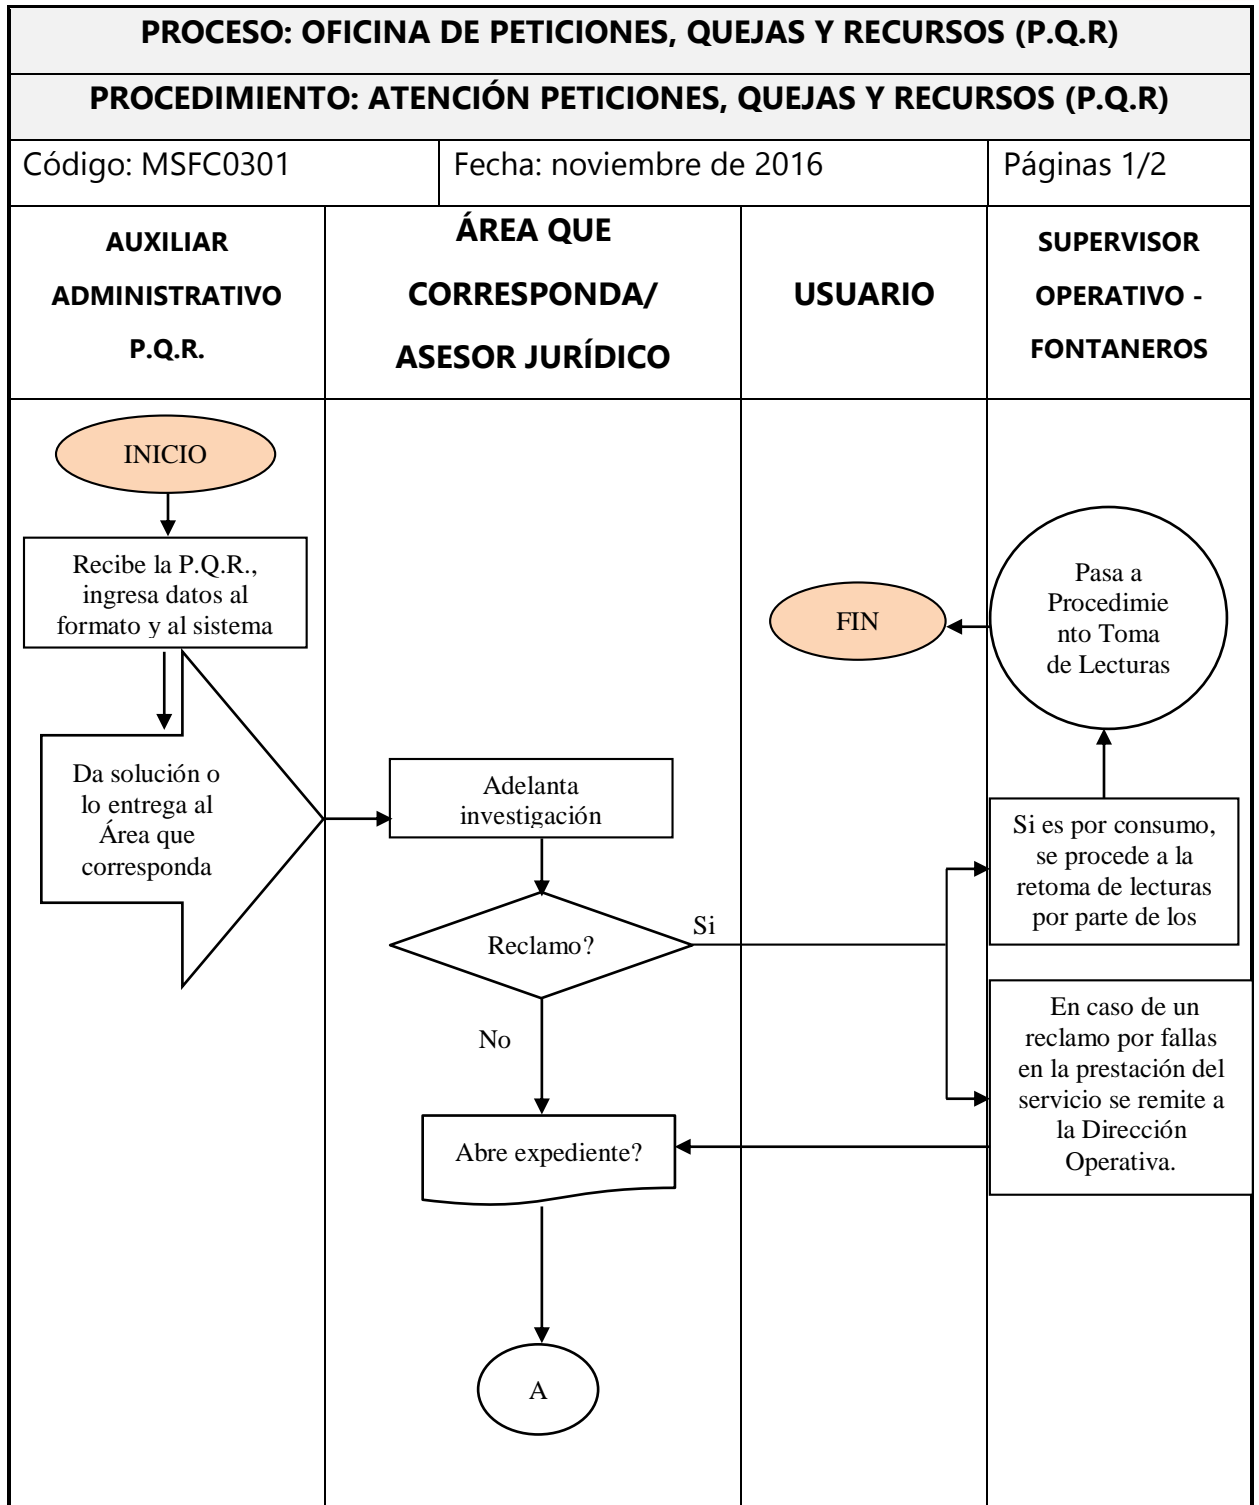 PROCESO: OFICINA DE PETICIONES, QUEJAS Y RECURSOS (P.Q.R)
PROCEDIMIENTO: ATENCIÓN PETICIONES, QUEJAS Y RECURSOS (P.Q.R)
Código: MSFC0301
Fecha: noviembre de 2016
Páginas 1/2
AUXILIAR
ADMINISTRATIVO
P.Q.R.
ÁREA QUE
CORRESPONDA/
ASESOR JURÍDICO
USUARIO
SUPERVISOR
OPERATIVO -
FONTANEROS
INICIO
Recibe la P.Q.R.,
ingresa datos al
formato y al sistema
Da solución o
lo entrega al
Área que
corresponda
Adelanta
investigación
Reclamo?
Si
No
Abre expediente?
A
FIN
Pasa a
Procedimie
nto Toma
de Lecturas
Si es por consumo,
se procede a la
retoma de lecturas
por parte de los
En caso de un
reclamo por fallas
en la prestación del
servicio se remite a
la Dirección
Operativa.